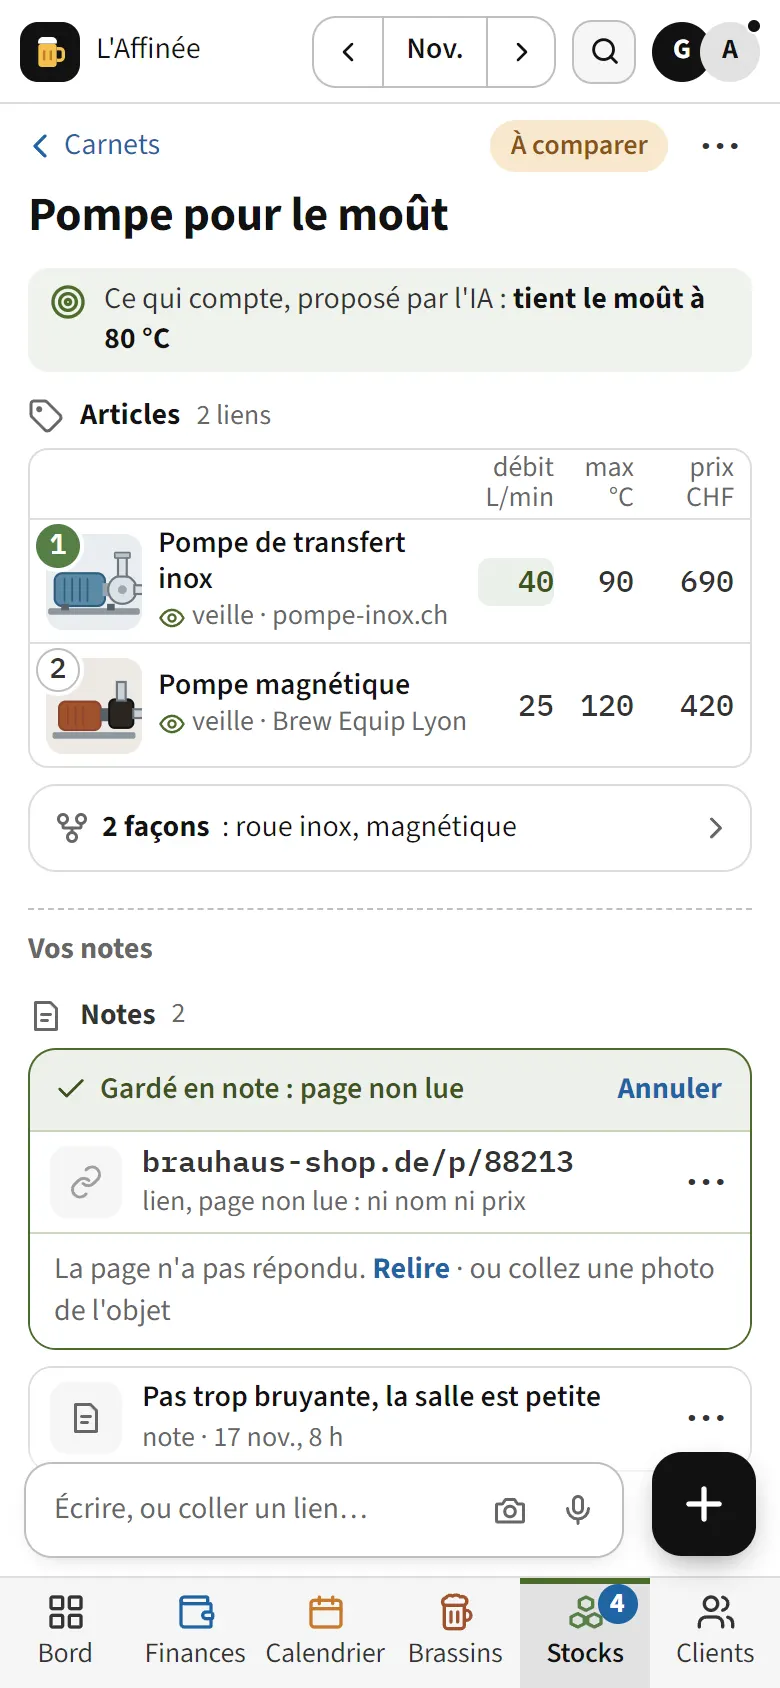 L'Affinée
Nov.
G
A
Carnets
À comparer
Pompe pour le moût
Ce qui compte, proposé par l'IA : tient le moût à
80 °C
Articles 2 liens
débit max prix
L/min °C CHF
1
Pompe de transfert
inox
veille · pompe-inox.ch
40 90 690
2
Pompe magnétique
veille · Brew Equip Lyon
25 120 420
2 façons : roue inox, magnétique
Vos notes
Notes 2
Gardé en note : page non lue Annuler
brauhaus-shop.de/p/88213
lien, page non lue : ni nom ni prix
La page n'a pas répondu. Relire · ou collez une photo
de l'objet
Pas trop bruyante, la salle est petite
note · 17 nov., 8 h
Écrire, ou coller un lien…
4
Bord Finances Calendrier Brassins Stocks Clients